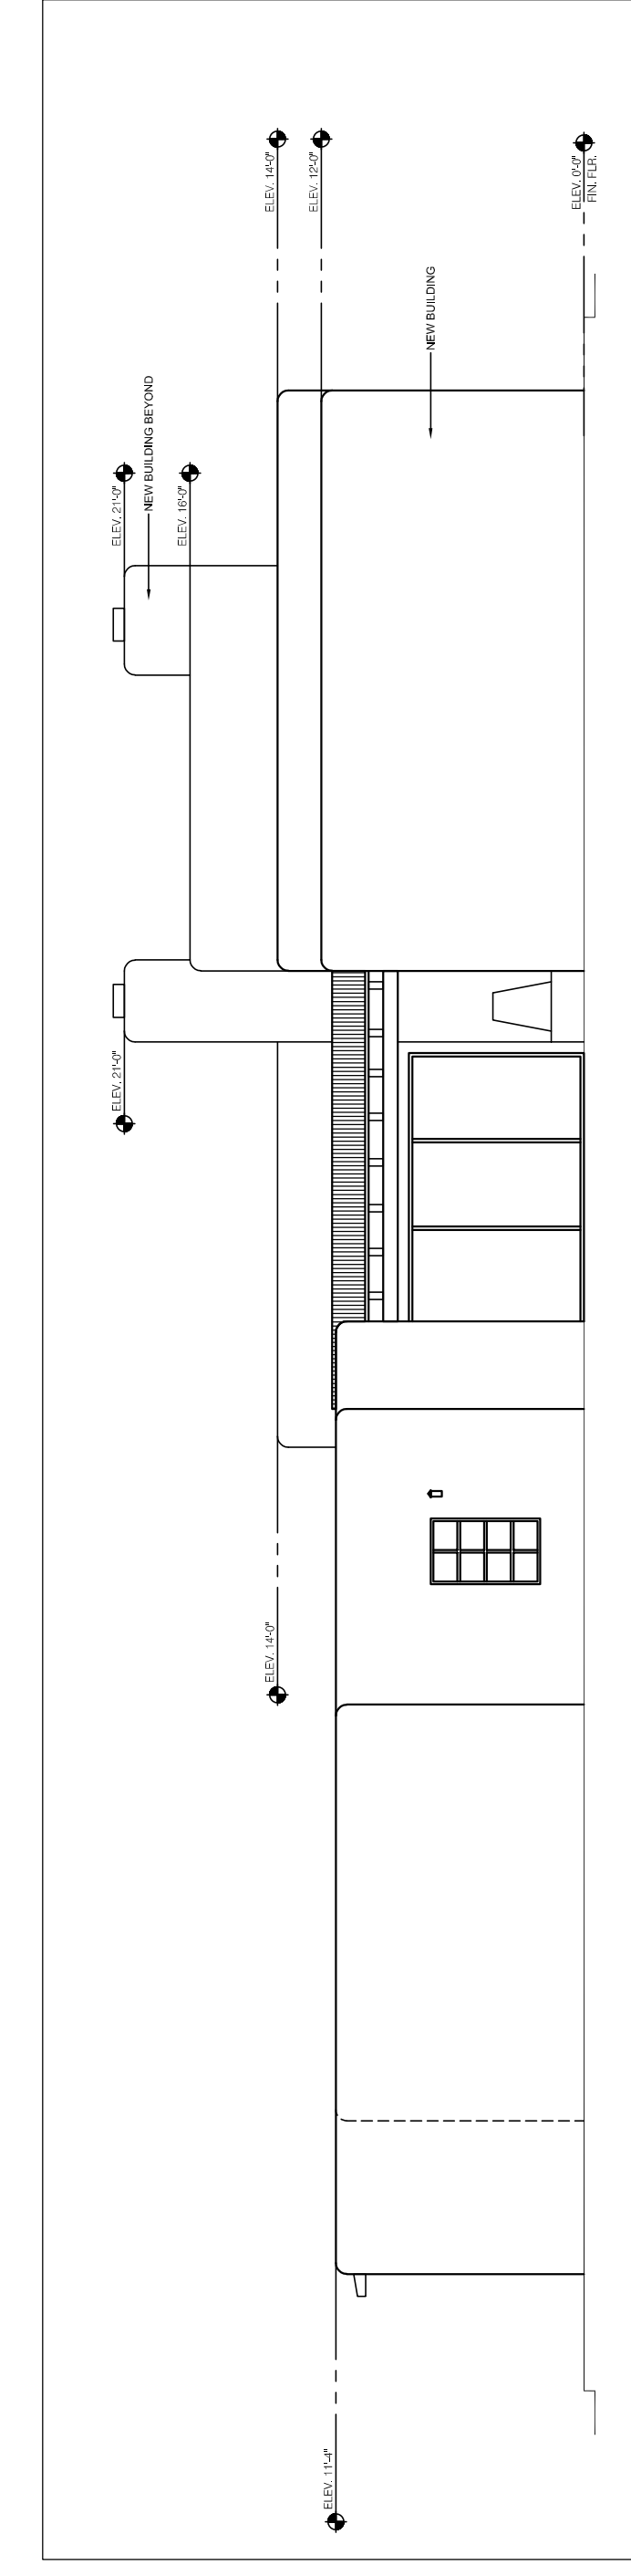 ELEV. 11'-4"
ELEV. 14'-0"
ELEV. 21'-0"
ELEV. 21'-0"
NEW BUILDING BEYOND
ELEV. 16'-0"
ELEV. 14'-0"
ELEV. 12'-0"
NEW BUILDING
ELEV. 0'-0"
FIN. FLR.